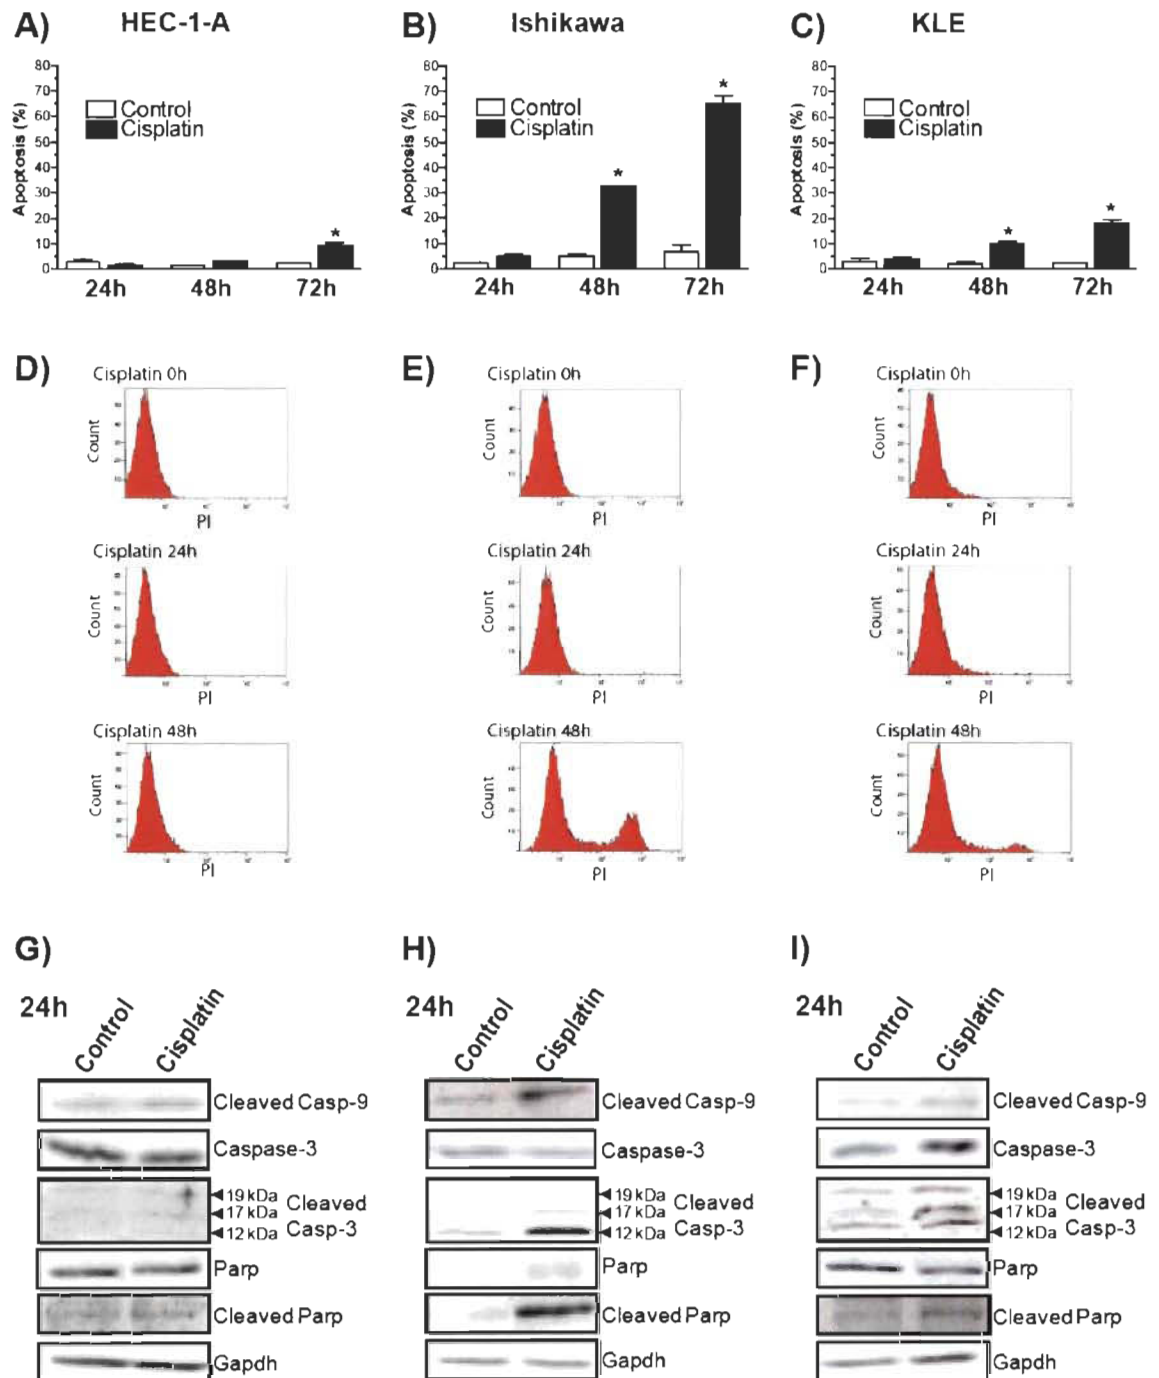 A) HEC-1-A
B) Ishikawa
C) KLE
Apoptosis (%)
80
70
60
50
40
30
20
10
0
Control
Cisplatin
*
24h 48h 72h
Apoptosis (%)
80
70
60
50
40
30
20
10
0
Control
Cisplatin
*
*
24h 48h 72h
Apoptosis (%)
80
70
60
50
40
30
20
10
0
Control
Cisplatin
*
*
24h 48h 72h
D)
Cisplatin 0h
Count
PI
Cisplatin 24h
Count
PI
Cisplatin 48h
Count
PI
E)
Cisplatin 0h
Count
PI
Cisplatin 24h
Count
PI
Cisplatin 48h
Count
PI
F)
Cisplatin 0h
Count
PI
Cisplatin 24h
Count
PI
Cisplatin 48h
Count
PI
G)
24h
Control
Cisplatin
Cleaved Casp-9
Caspase-3
19 kDa Cleaved
17 kDa
12 kDa Casp-3
Parp
Cleaved Parp
Gapdh
H)
24h
Control
Cisplatin
Cleaved Casp-9
Caspase-3
19 kDa Cleaved
17 kDa
12 kDa Casp-3
Parp
Cleaved Parp
Gapdh
I)
24h
Control
Cisplatin
Cleaved Casp-9
Caspase-3
19 kDa Cleaved
17 kDa
12 kDa Casp-3
Parp
Cleaved Parp
Gapdh